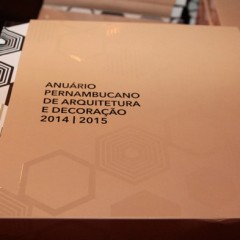 ANUÁRIO
PERNAMBUCANO
DE ARQUITETURA
E DECORAÇÃO
2014 | 2015